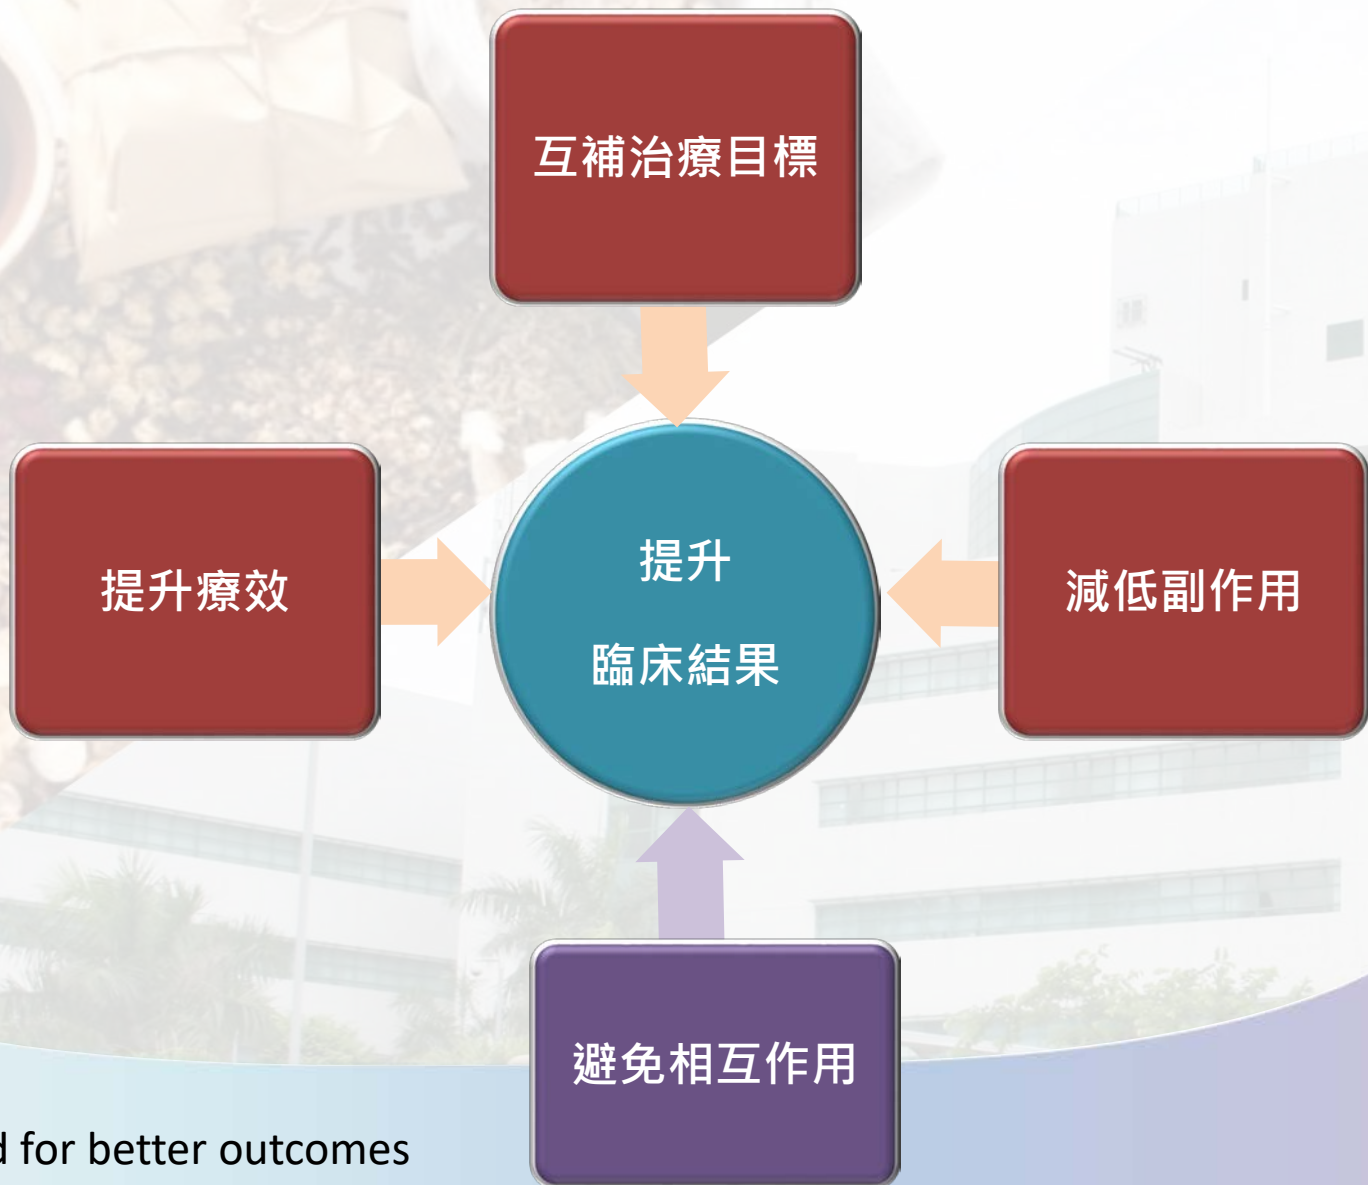 互補治療目標
提升療效
提升
臨床結果
減低副作用
避免相互作用
for better outcomes